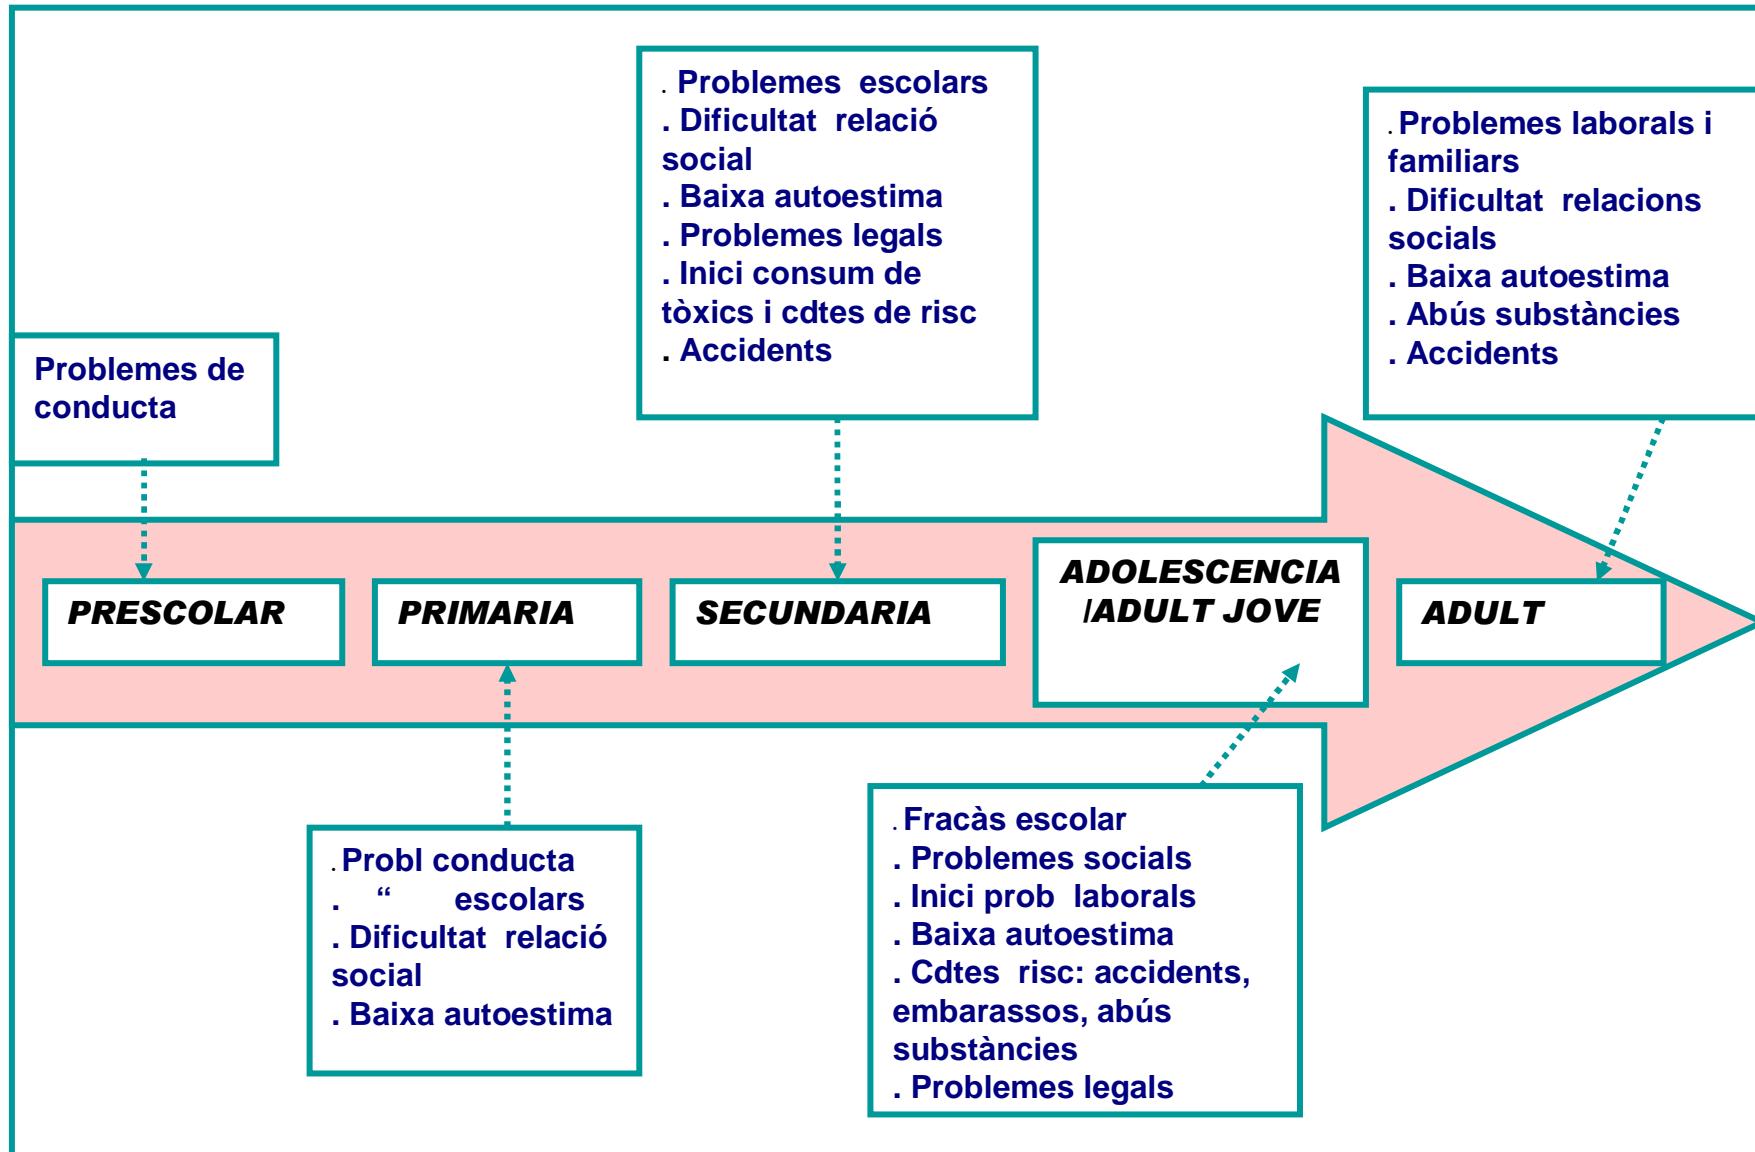 . Problemes escolars
. Dificultat relació
social
. Baixa autoestima
. Problemes legals
. Inici consum de
tòxics i cdtes de risc
. Accidents
. Problemes laborals i
familiars
. Dificultat relacions
socials
. Baixa autoestima
. Abús substàncies
. Accidents
Problemes de
conducta
PRESCOLAR
PRIMARIA
SECUNDARIA
ADOLESCENCIA
/ADULT JOVE
ADULT
. Probl conducta
. “ escolars
. Dificultat relació
social
. Baixa autoestima
. Fracàs escolar
. Problemes socials
. Inici prob laborals
. Baixa autoestima
. Cdtes risc: accidents,
embarassos, abús
substàncies
. Problemes legals